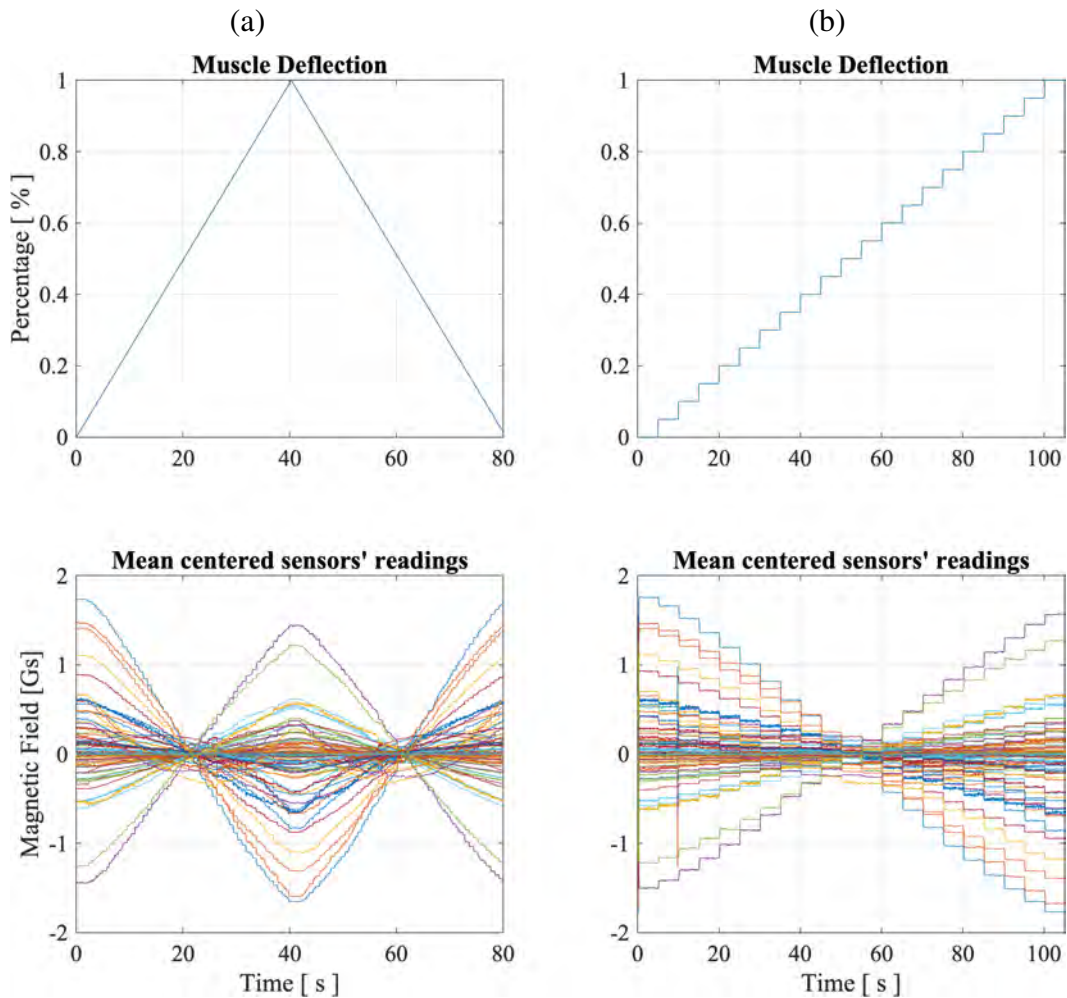 (a)
Muscle Deflection
Percentage [ % ]
1
0.8
0.6
0.4
0.2
0
0 20 40 60 80
Mean centered sensors' readings
Magnetic Field [Gs]
2
1
0
-1
-2
0 20 40 60 80
Time [ s ]
(b)
Muscle Deflection
1
0.8
0.6
0.4
0.2
0
0 20 40 60 80 100
Mean centered sensors' readings
2
1
0
-1
-2
0 20 40 60 80 100
Time [ s ]